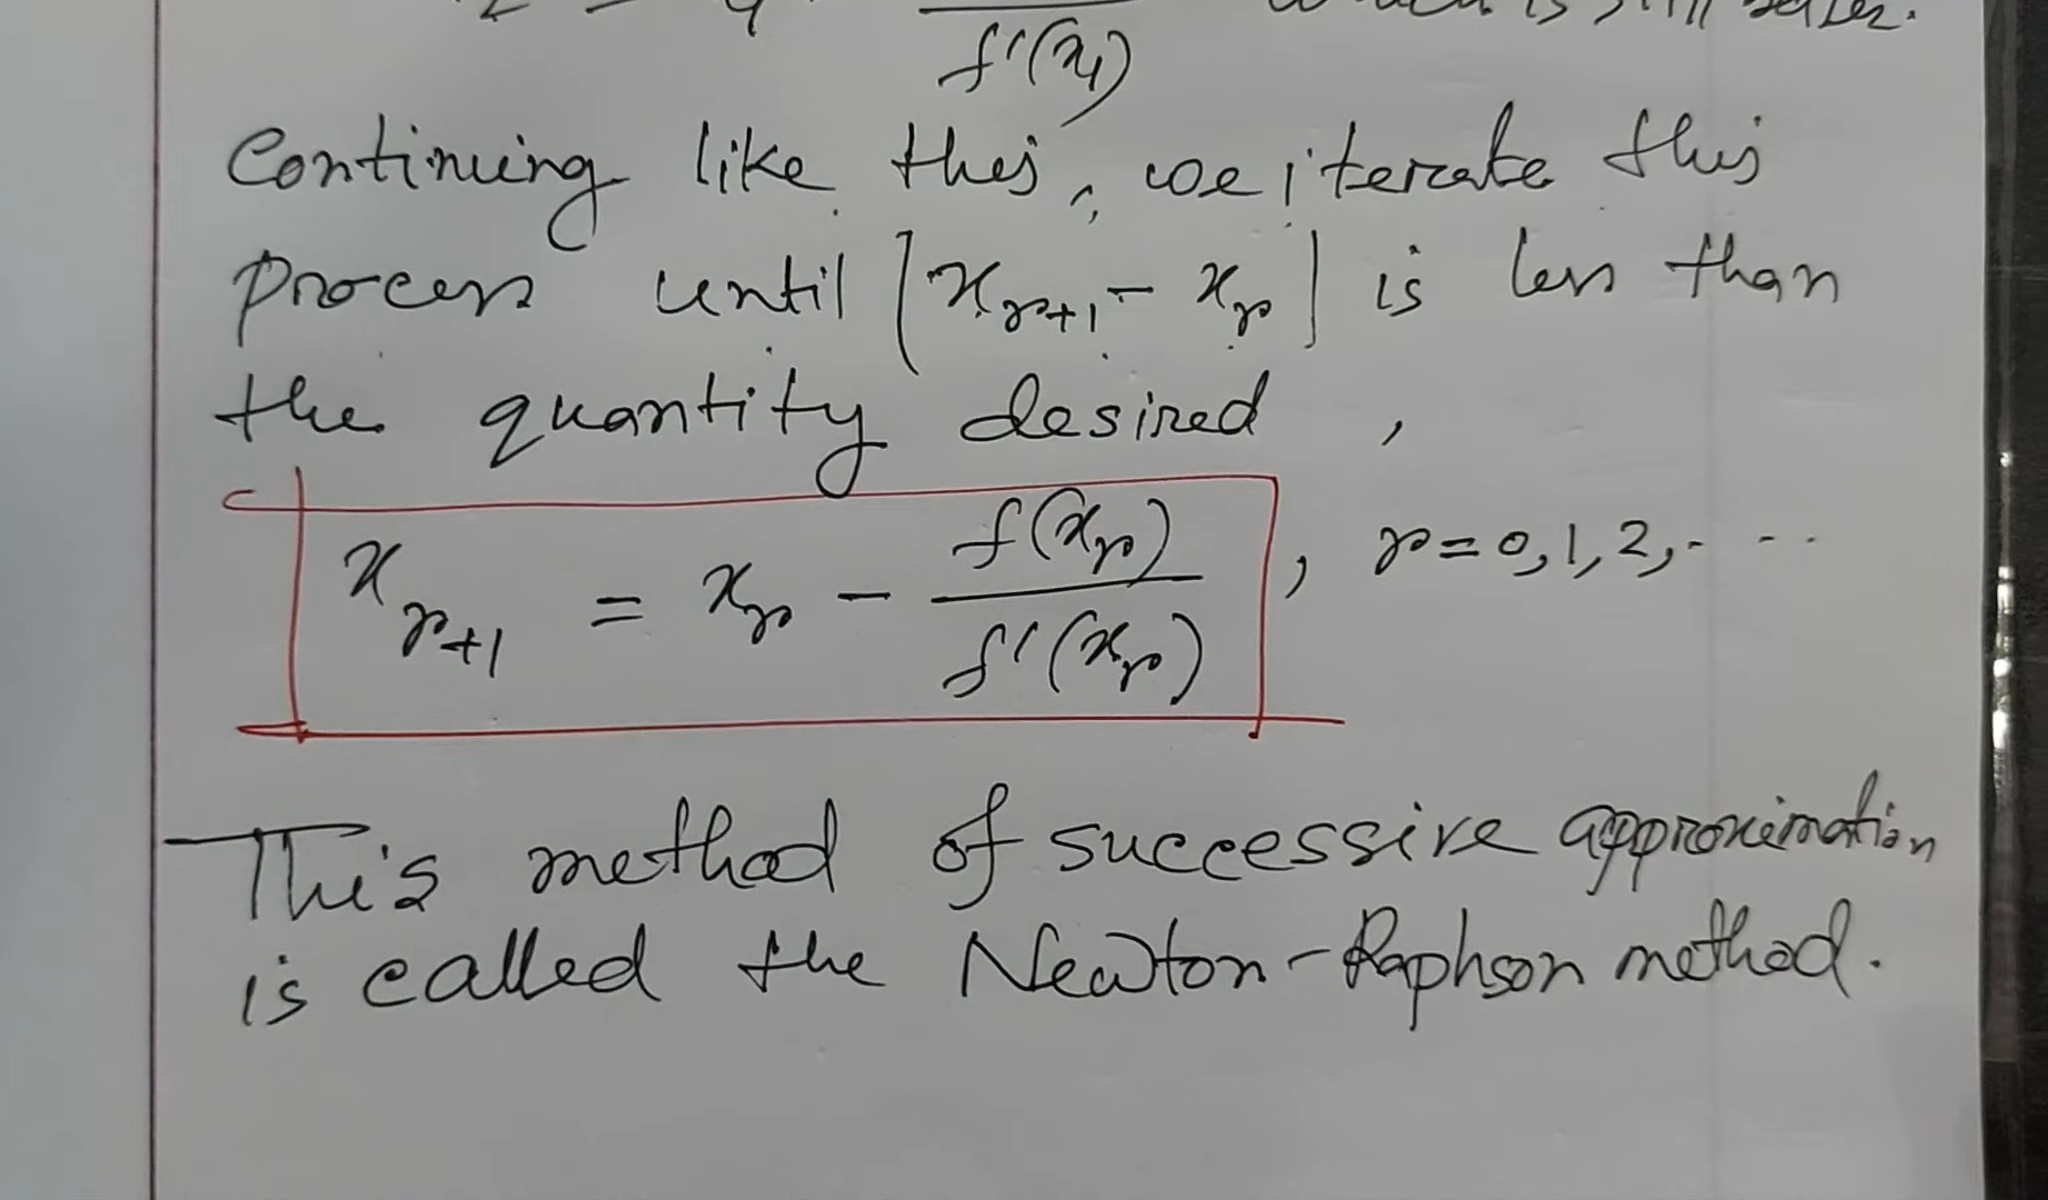 f'(x₁)
Continuing like this, we iterate this
process until |xᵣ₊₁ - xᵣ| is less than
the quantity desired,
xᵣ₊₁ = xᵣ - f(xᵣ) / f'(xᵣ) , r = 0, 1, 2, - - - -
This method of successive approximation
is called the Newton-Raphson method.